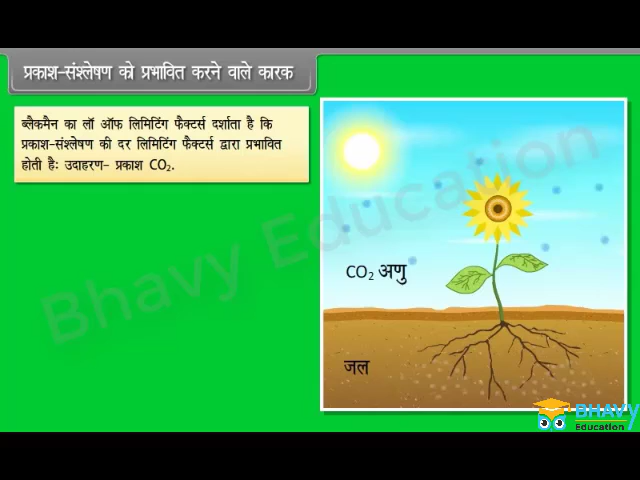 प्रकाश-संश्लेषण को प्रभावित करने वाले कारक
ब्लैकमैन का लॉ ऑफ लिमिटिंग फैक्टर्स दर्शाता है कि
प्रकाश-संश्लेषण की दर लिमिटिंग फैक्टर्स द्वारा प्रभावित
होती हैः उदाहरण- प्रकाश CO₂.
CO₂ अणु
जल
Bhavy Education
BHAVY
Education